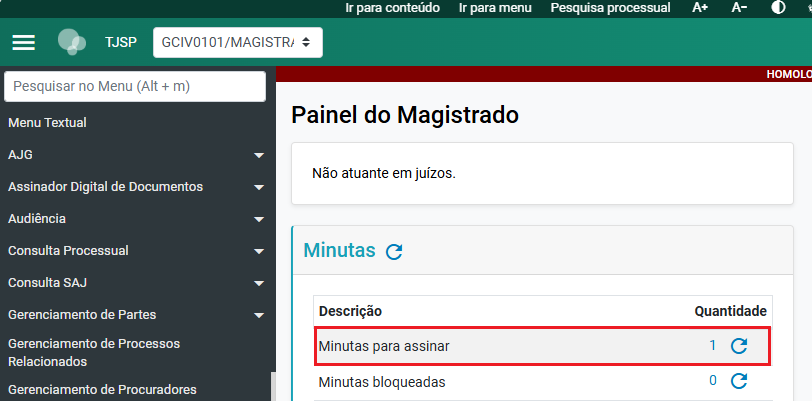 Ir para conteúdo Ir para menu Pesquisa processual A+ A-
TJSP GCIV0101/MAGISTRA
HOMOLO
Pesquisar no Menu (Alt + m)
Menu Textual
AJG
Assinador Digital de Documentos
Audiência
Consulta Processual
Consulta SAJ
Gerenciamento de Partes
Gerenciamento de Processos
Relacionados
Gerenciamento de Procuradores
Painel do Magistrado
Não atuante em juízos.
Minutas
Descrição Quantidade
Minutas para assinar 1
Minutas bloqueadas 0